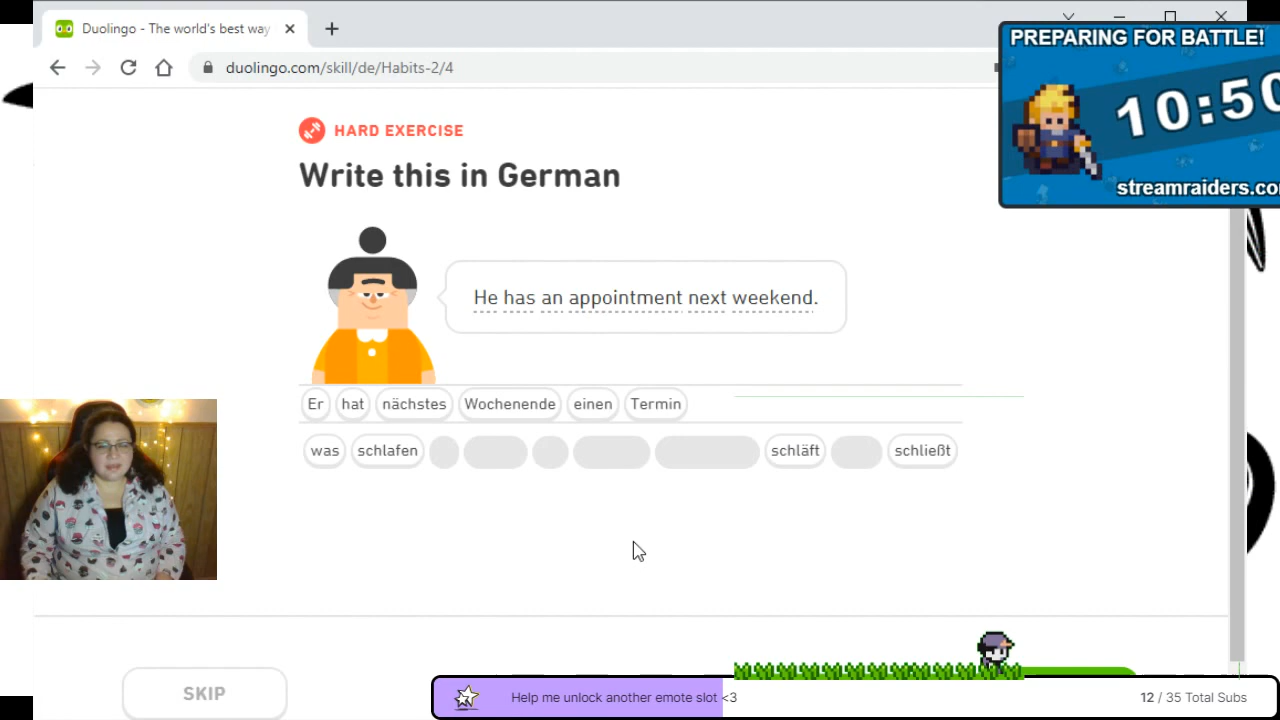 Duolingo - The world's best way
PREPARING FOR BATTLE!
duolingo.com/skill/de/Habits-2/4
10:50
streamraiders.co
HARD EXERCISE
Write this in German
He has an appointment next weekend.
Er hat nächstes Wochenende einen Termin
was schlafen schläft schließt
SKIP
Help me unlock another emote slot <3
12 / 35 Total Subs